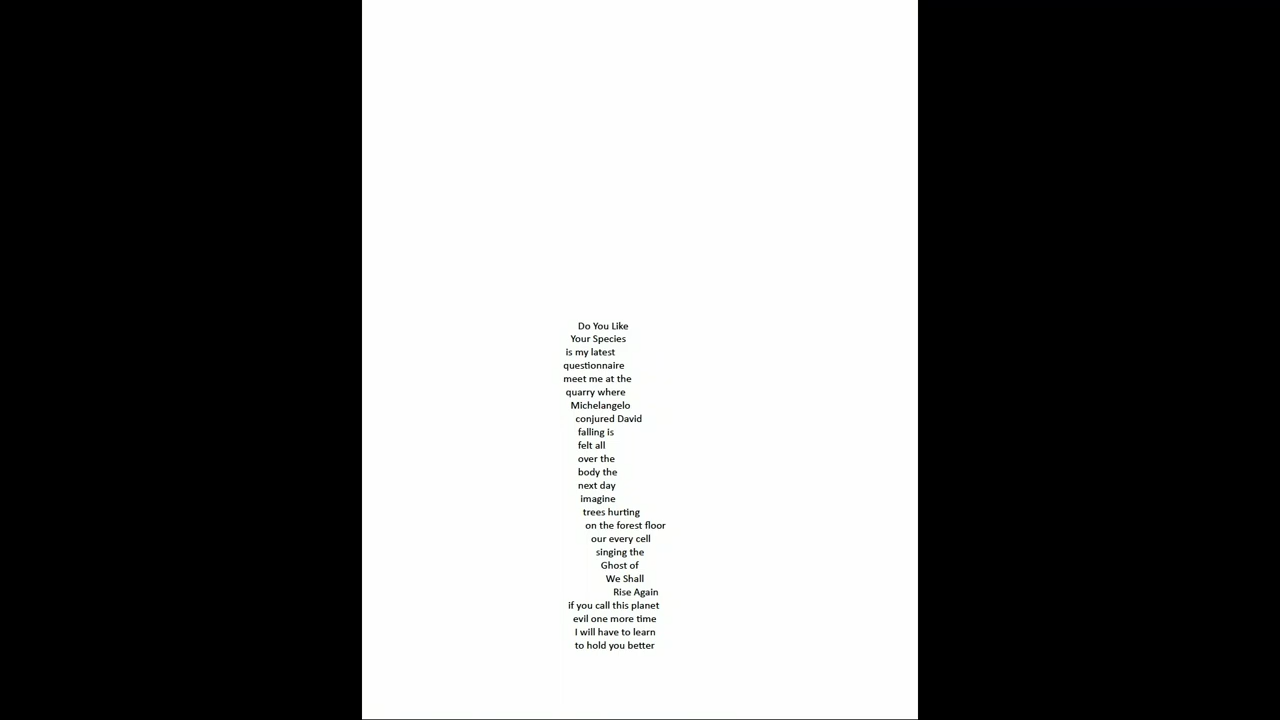 Do You Like
Your Species
is my latest
questionnaire
meet me at the
quarry where
Michelangelo
conjured David
falling is
felt all
over the
body the
next day
imagine
trees hurting
on the forest floor
our every cell
singing the
Ghost of
We Shall
Rise Again
if you call this planet
evil one more time
I will have to learn
to hold you better